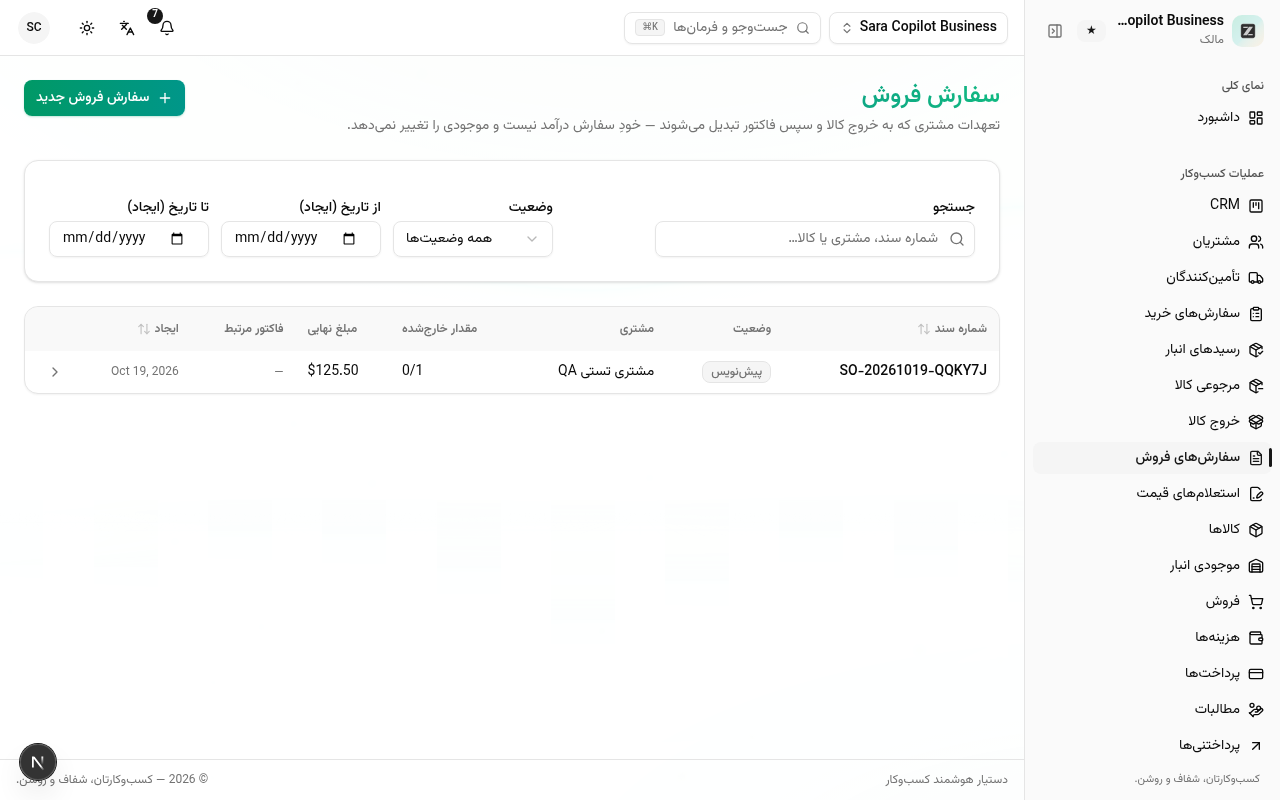 ...opilot Business
مالک
نمای کلی
داشبورد
عملیات کسب‌وکار
CRM
مشتریان
تأمین‌کنندگان
سفارش‌های خرید
رسیدهای انبار
مرجوعی کالا
خروج کالا
سفارش‌های فروش
استعلام‌های قیمت
کالاها
موجودی انبار
فروش
هزینه‌ها
پرداخت‌ها
مطالبات
پرداختنی‌ها
کسب‌وکارتان، شفاف و روشن.
Sara Copilot Business
جست‌وجو و فرمان‌ها ⌘K
7
SC
سفارش فروش
سفارش فروش جدید
تعهدات مشتری که به خروج کالا و سپس فاکتور تبدیل می‌شوند — خودِ سفارش درآمد نیست و موجودی را تغییر نمی‌دهد.
جستجو وضعیت از تاریخ (ایجاد) تا تاریخ (ایجاد)
شماره سند، مشتری یا کالا... همه وضعیت‌ها mm/dd/yyyy mm/dd/yyyy
شماره سند وضعیت مشتری مقدار خارج‌شده مبلغ نهایی فاکتور مرتبط ایجاد
SO-20261019-QQKY7J پیش‌نویس مشتری تستی QA 0/1 $125.50 — Oct 19, 2026
دستیار هوشمند کسب‌وکار
© 2026 — کسب‌وکارتان، شفاف و روشن.
N